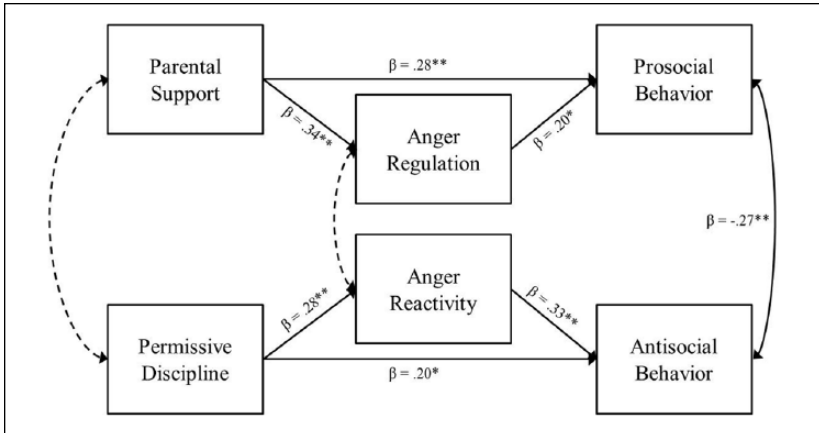 Parental
Support
β = .28**
Prosocial
Behavior
β = .34**
Anger
Regulation
β = .20*
β = -.27**
Anger
Reactivity
β = .28**
β = .33**
Permissive
Discipline
β = .20*
Antisocial
Behavior